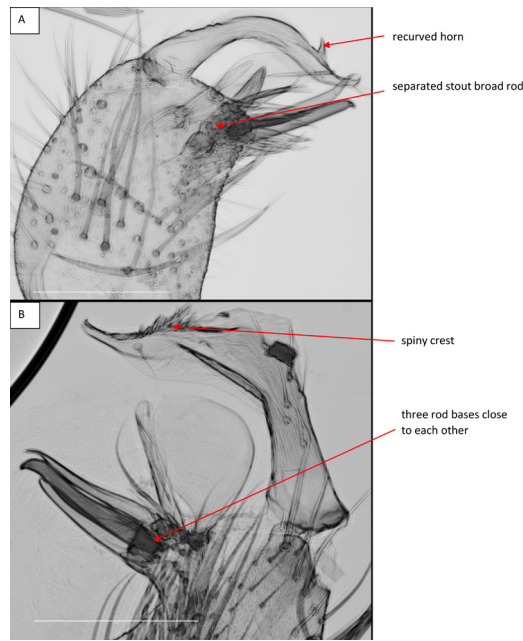 A
recurved horn
separated stout broad rod
B
spiny crest
three rod bases close
to each other